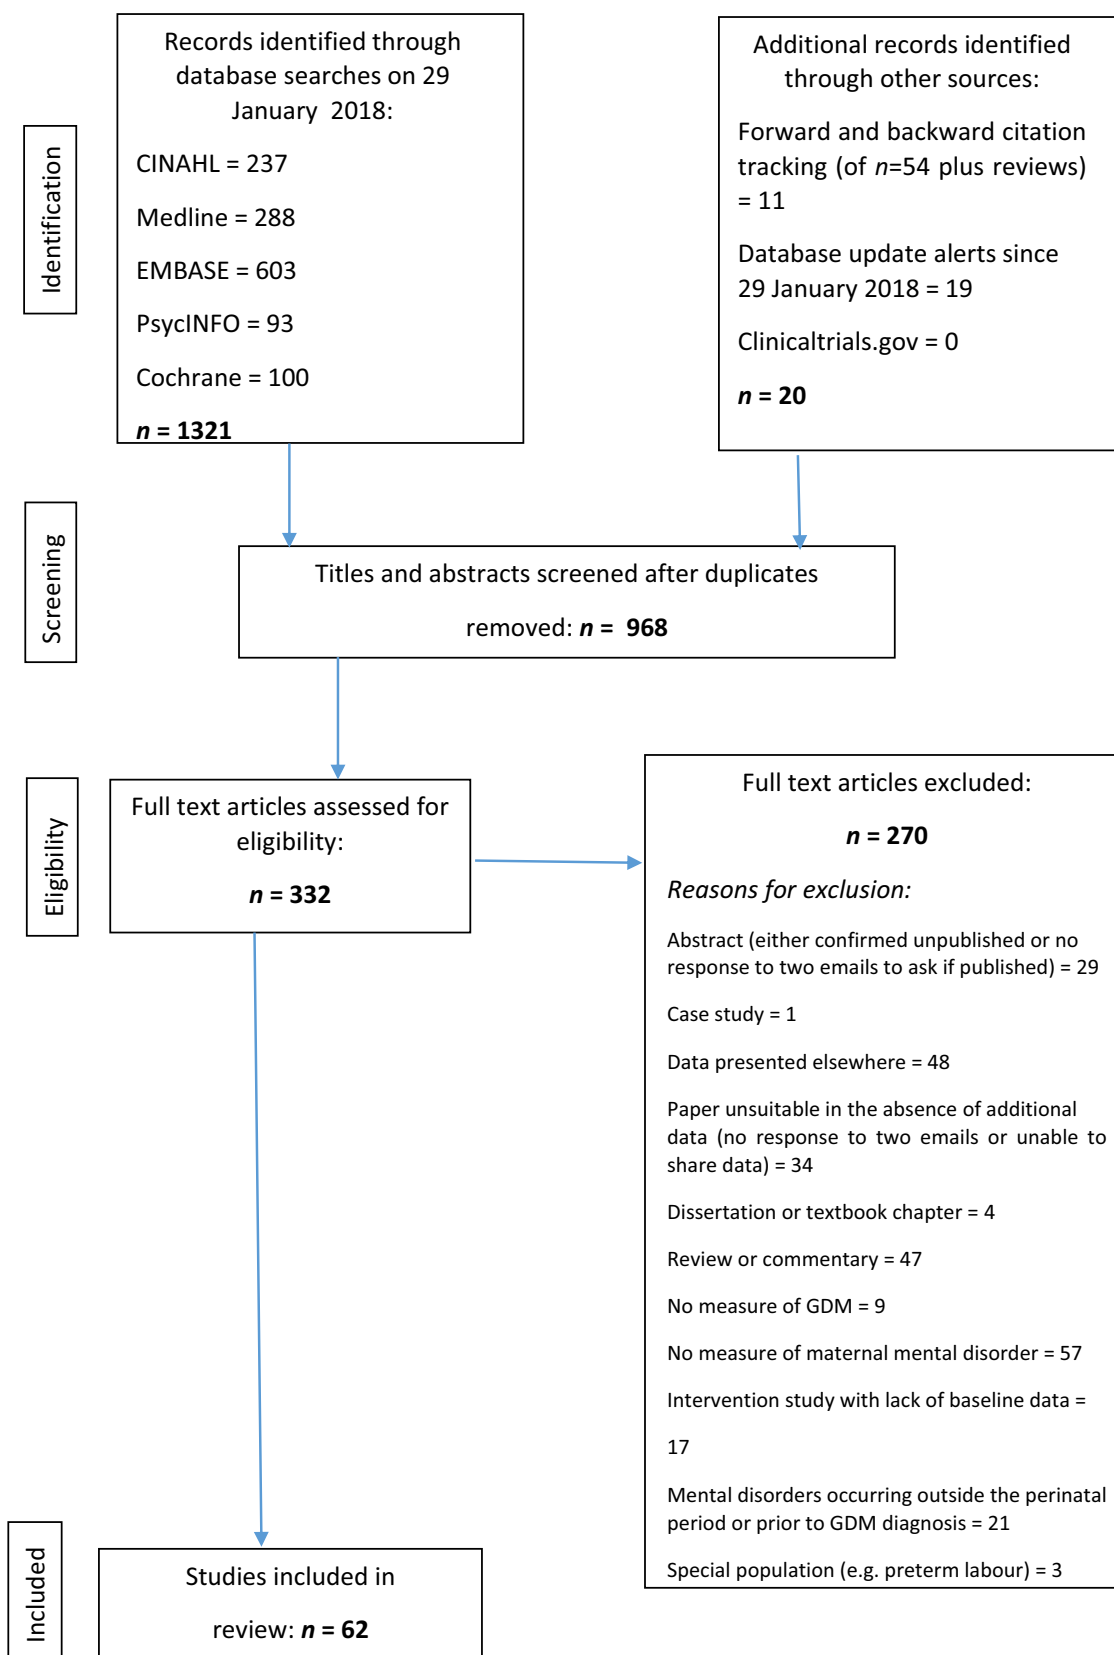 Records identified through
database searches on 29
January 2018:
CINAHL = 237
Medline = 288
EMBASE = 603
PsycINFO = 93
Cochrane = 100
n = 1321
Additional records identified
through other sources:
Forward and backward citation
tracking (of n=54 plus reviews)
= 11
Database update alerts since
29 January 2018 = 19
Clinicaltrials.gov = 0
n = 20
Identification
Screening
Titles and abstracts screened after duplicates
removed: n = 968
Eligibility
Full text articles assessed for
eligibility:
n = 332
Full text articles excluded:
n = 270
Reasons for exclusion:
Abstract (either confirmed unpublished or no
response to two emails to ask if published) = 29
Case study = 1
Data presented elsewhere = 48
Paper unsuitable in the absence of additional
data (no response to two emails or unable to
share data) = 34
Dissertation or textbook chapter = 4
Review or commentary = 47
No measure of GDM = 9
No measure of maternal mental disorder = 57
Intervention study with lack of baseline data =
17
Mental disorders occurring outside the perinatal
period or prior to GDM diagnosis = 21
Special population (e.g. preterm labour) = 3
Included
Studies included in
review: n = 62